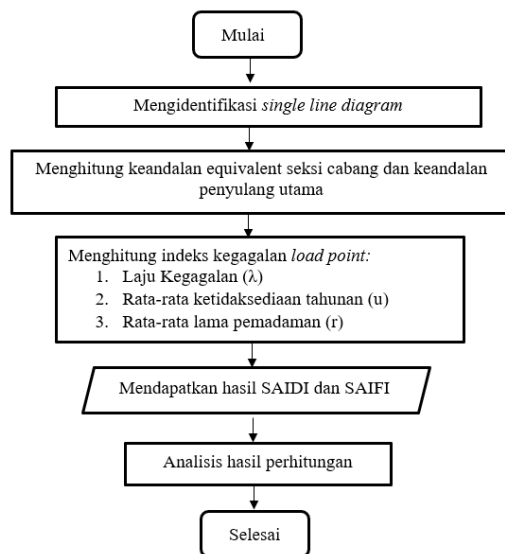 Mulai
Mengidentifikasi single line diagram
Menghitung keandalan equivalent seksi cabang dan keandalan
penyulang utama
Menghitung indeks kegagalan load point:
1. Laju Kegagalan (λ)
2. Rata-rata ketidaksediaan tahunan (u)
3. Rata-rata lama pemadaman (r)
Mendapatkan hasil SAIDI dan SAIFI
Analisis hasil perhitungan
Selesai